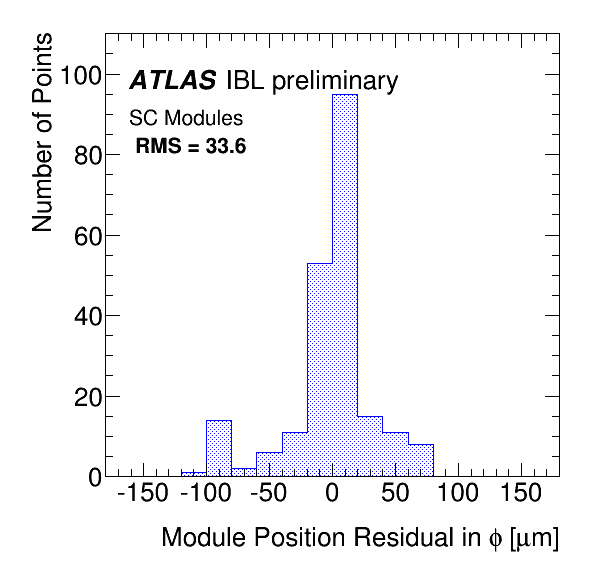 Number of Points
ATLAS IBL preliminary
SC Modules
RMS = 33.6
100
80
60
40
20
0
-150 -100 -50 0 50 100 150
Module Position Residual in ϕ [μm]